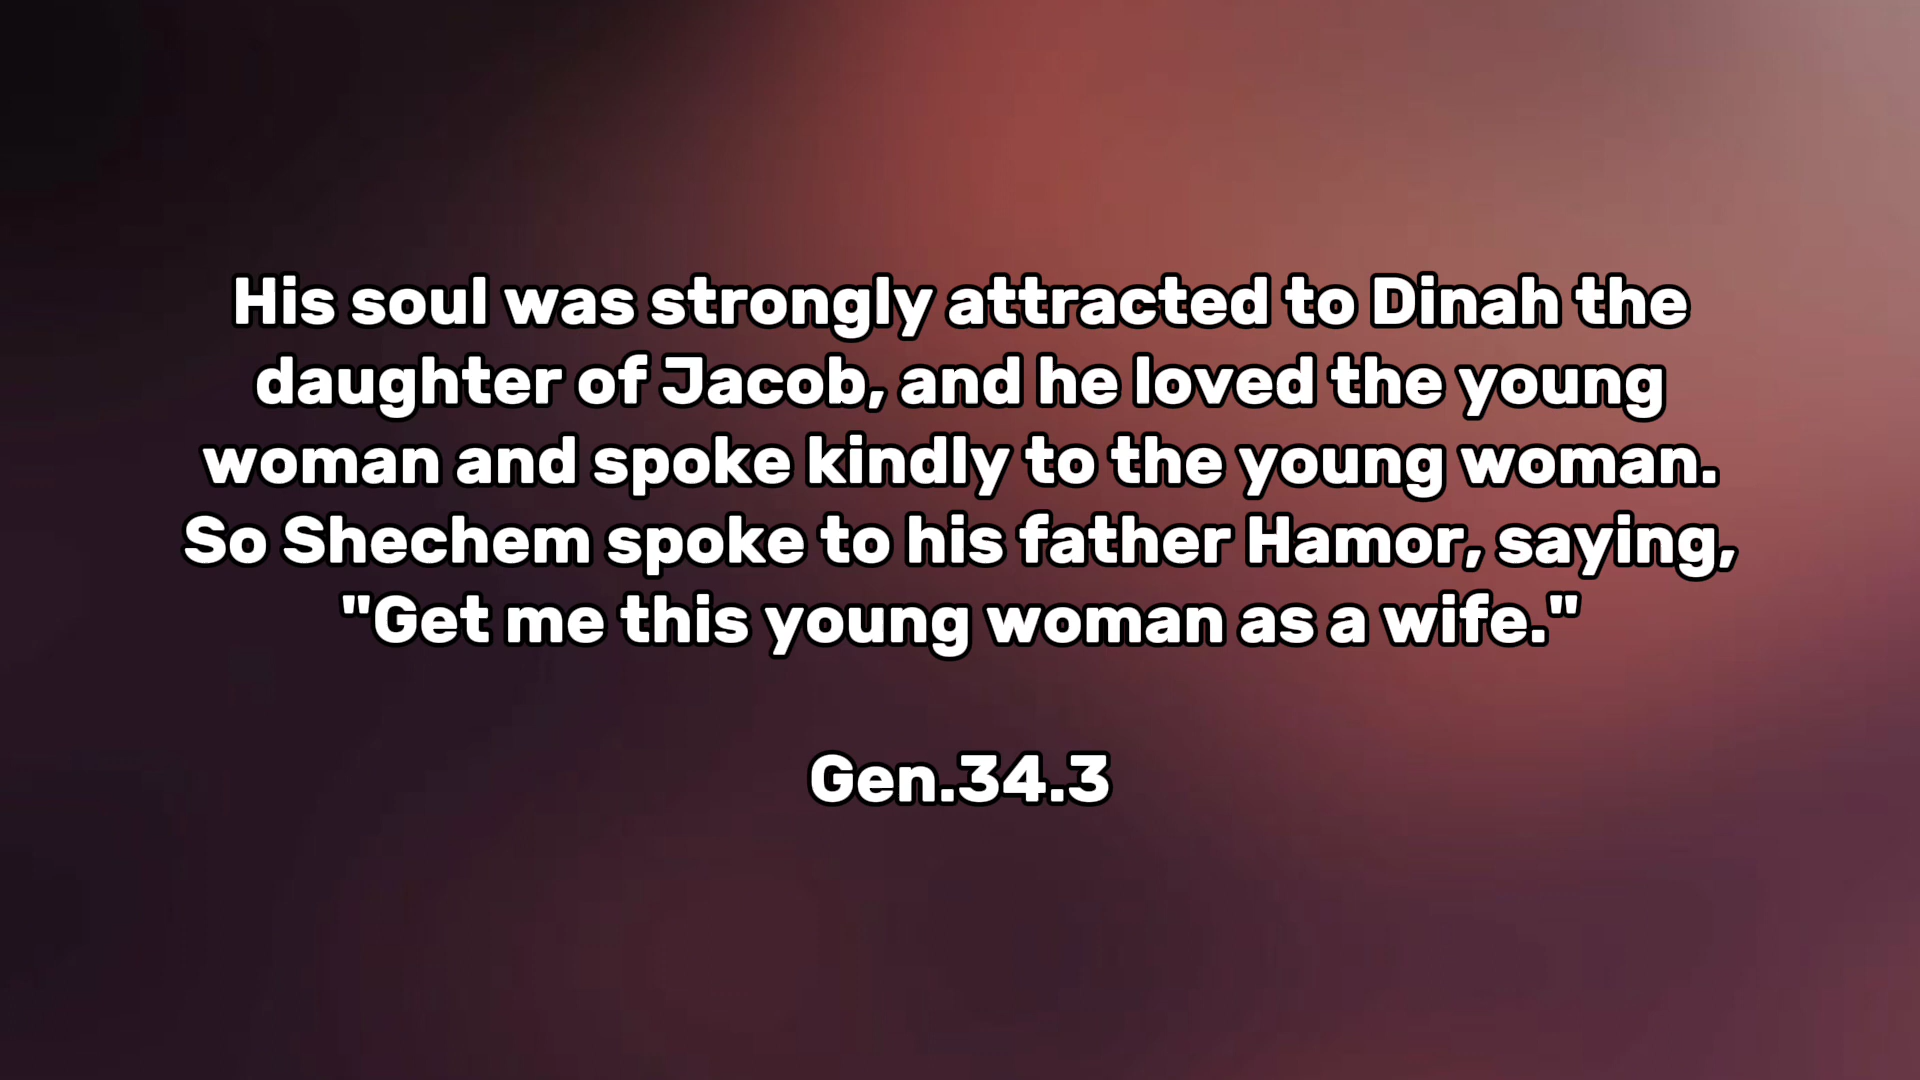 His soul was strongly attracted to Dinah the
daughter of Jacob, and he loved the young
woman and spoke kindly to the young woman.
So Shechem spoke to his father Hamor, saying,
"Get me this young woman as a wife."
Gen.34.3